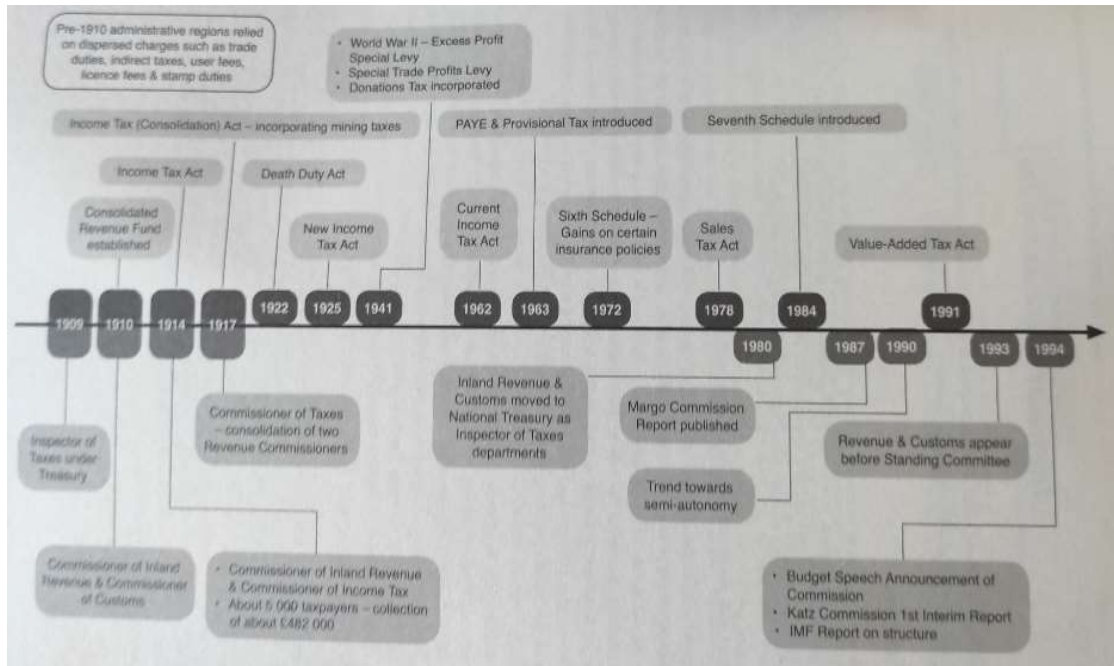 Pre-1910 administrative regions relied
on dispersed charges such as trade
duties, indirect taxes, user fees,
licence fees & stamp duties
• World War II – Excess Profit
Special Levy
• Special Trade Profits Levy
• Donations Tax incorporated
Income Tax (Consolidation) Act – incorporating mining taxes
PAYE & Provisional Tax introduced
Seventh Schedule introduced
Income Tax Act
Death Duty Act
Consolidated
Revenue Fund
established
New Income
Tax Act
Current
Income
Tax Act
Sixth Schedule –
Gains on certain
insurance policies
Sales
Tax Act
Value-Added Tax Act
1909
1910
1914
1917
1922
1925
1941
1962
1963
1972
1978
1980
1984
1987
1990
1991
1993
1994
Inspector of
Taxes under
Treasury
Commissioner of Taxes
– consolidation of two
Revenue Commissioners
Inland Revenue &
Customs moved to
National Treasury as
Inspector of Taxes
departments
Margo Commission
Report published
Revenue & Customs appear
before Standing Committee
Trend towards
semi-autonomy
Commissioner of Inland
Revenue & Commissioner
of Customs
• Commissioner of Inland Revenue
& Commissioner of Income Tax
• About 5 000 taxpayers – collection
of about £482 000
• Budget Speech Announcement of
Commission
• Katz Commission 1st Interim Report
• IMF Report on structure